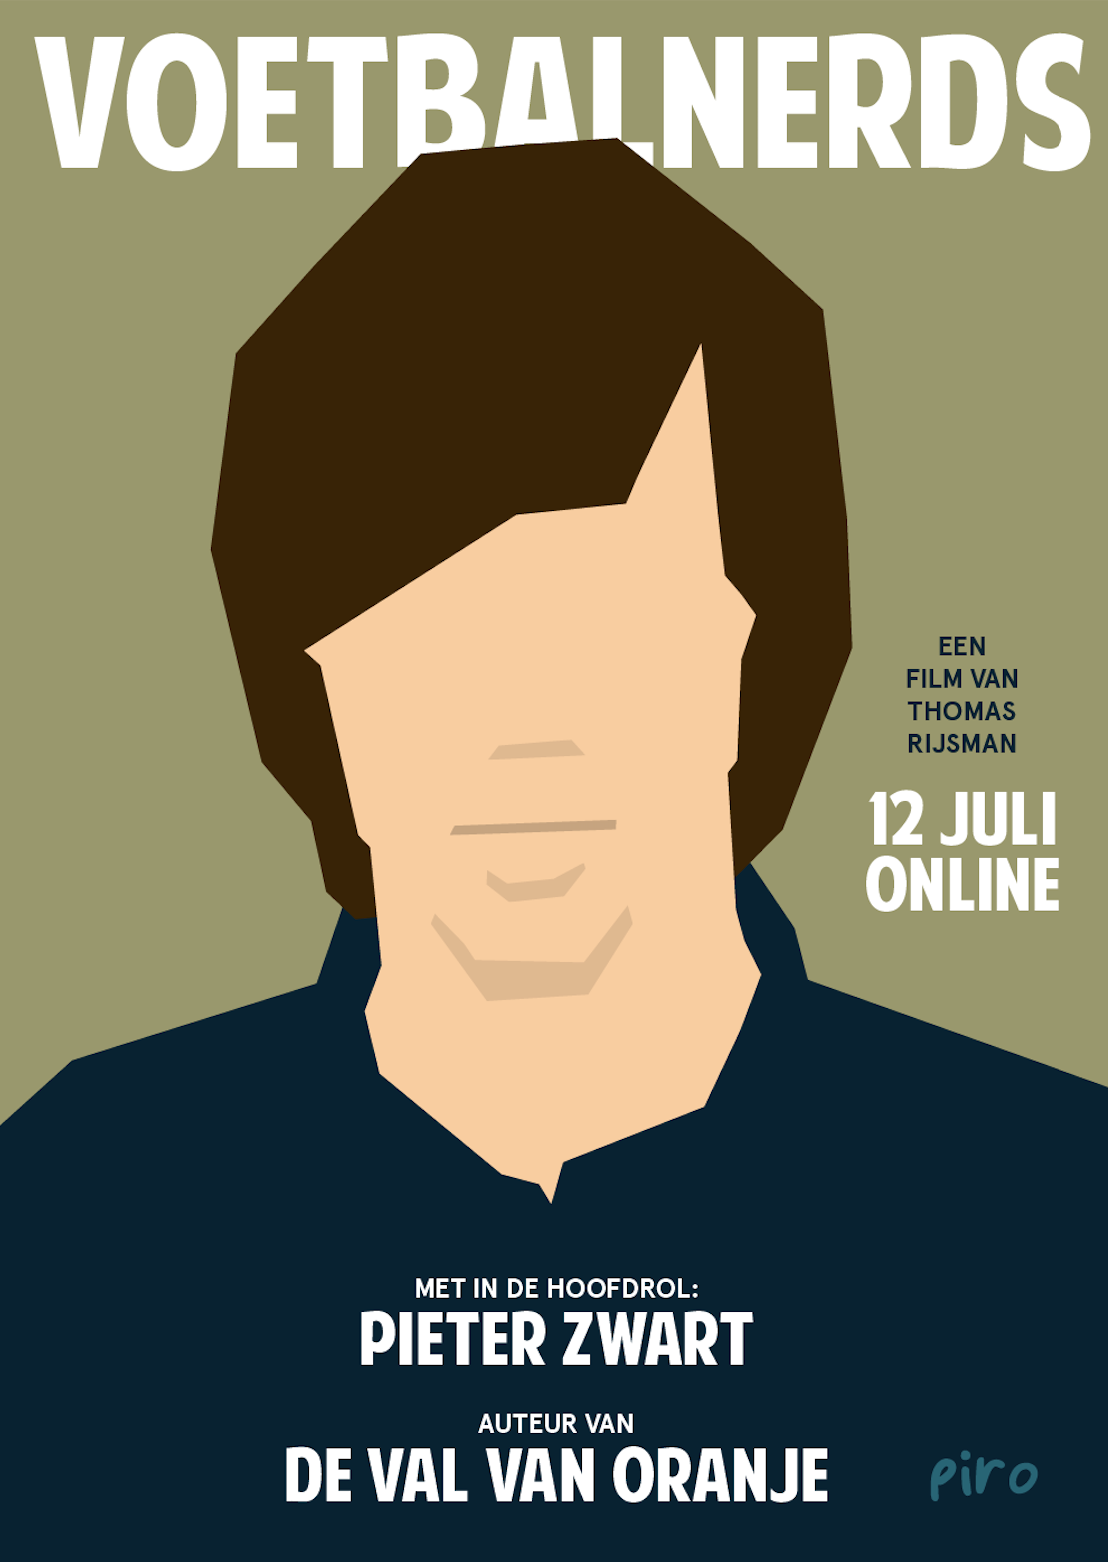 VOETBALNERDS
EEN
FILM VAN
THOMAS
RIJSMAN
12 JULI
ONLINE
MET IN DE HOOFDROL:
PIETER ZWART
AUTEUR VAN
DE VAL VAN ORANJE
piro